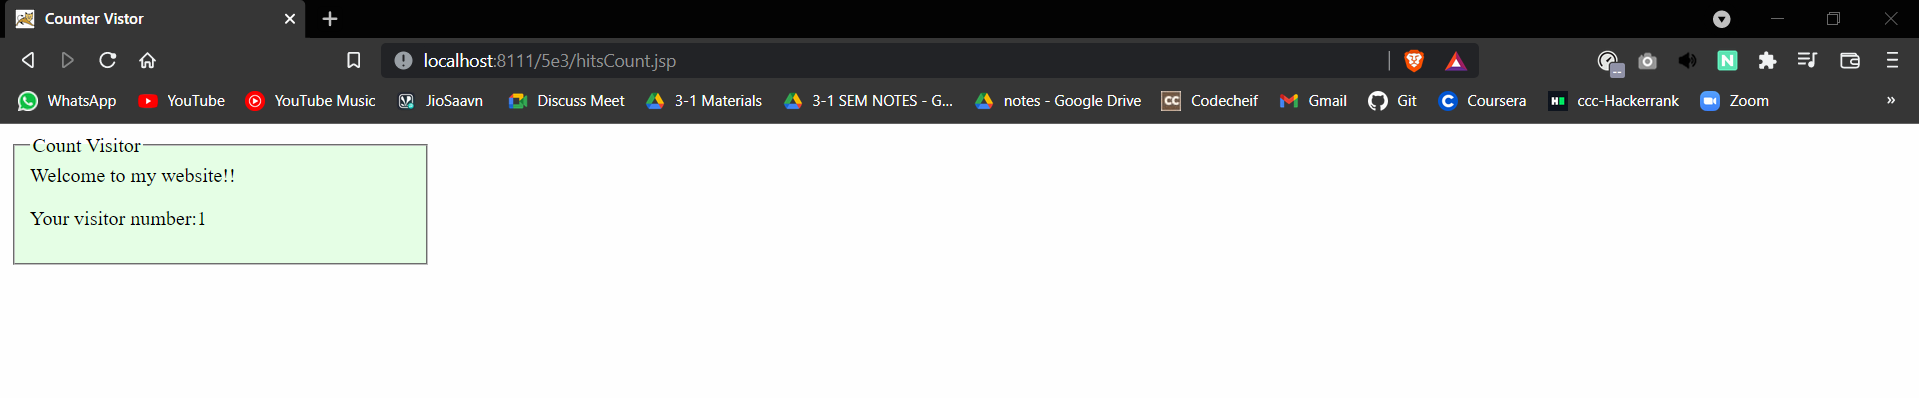 Counter Vistor
localhost:8111/5e3/hitsCount.jsp
N
--
WhatsApp YouTube YouTube Music JioSaavn Discuss Meet 3-1 Materials 3-1 SEM NOTES - G... notes - Google Drive CC Codecheif Gmail Git C Coursera H ccc-Hackerrank Zoom »
Count Visitor
Welcome to my website!!
Your visitor number:1